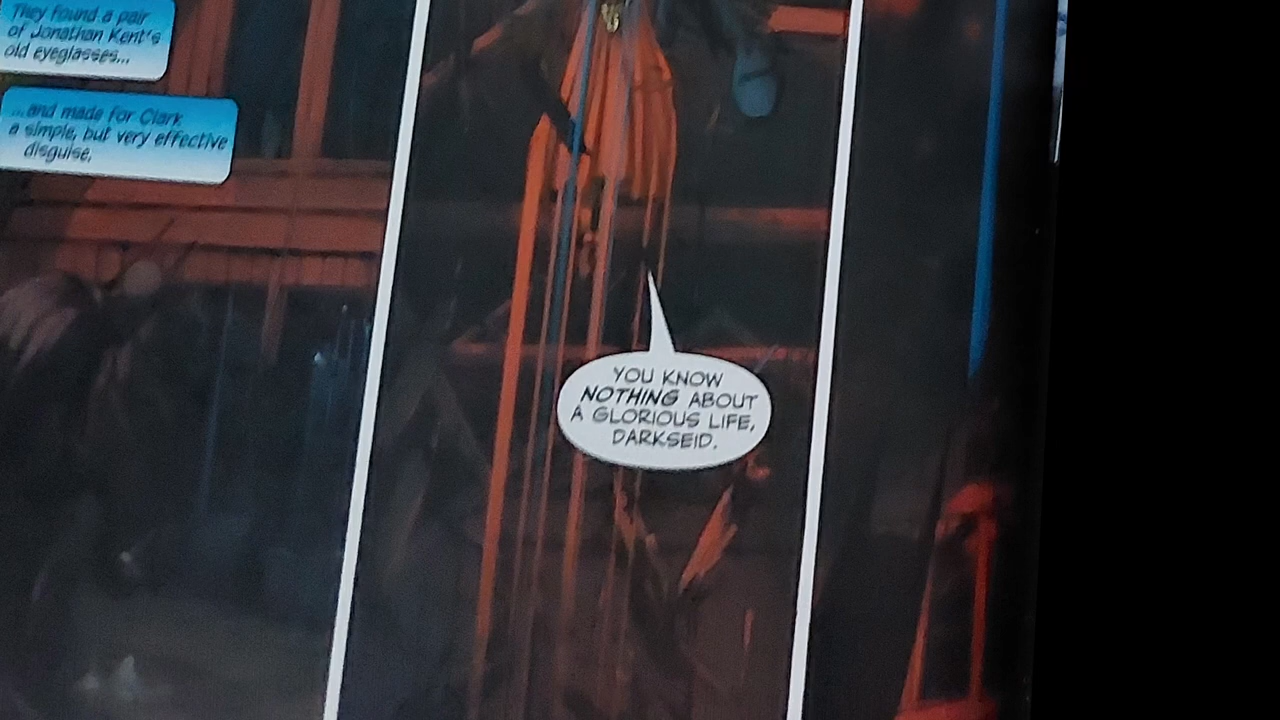 They found a pair
of Jonathan Kent's
old eyeglasses...
...and made for Clark
a simple, but very effective
disguise.
YOU KNOW
NOTHING ABOUT
A GLORIOUS LIFE,
DARKSEID.